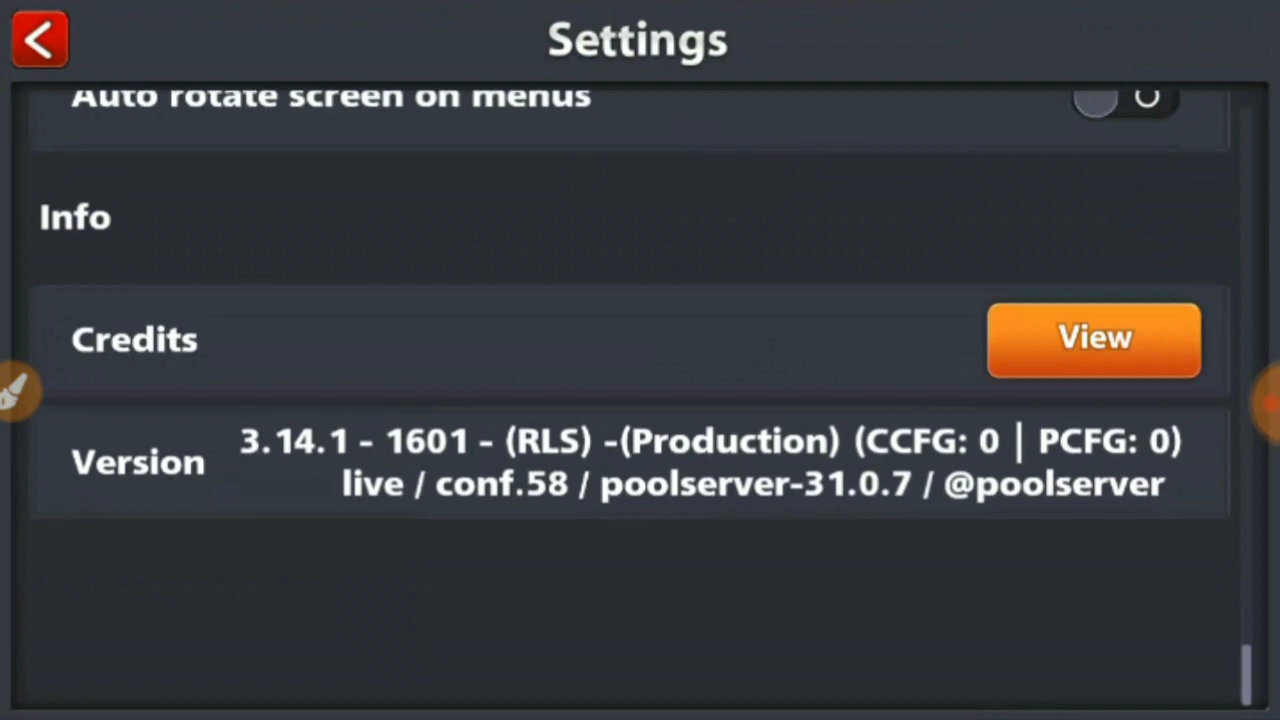 Settings
Auto rotate screen on menus
Info
Credits
View
Version
3.14.1 - 1601 - (RLS) -(Production) (CCFG: 0 | PCFG: 0)
live / conf.58 / poolserver-31.0.7 / @poolserver